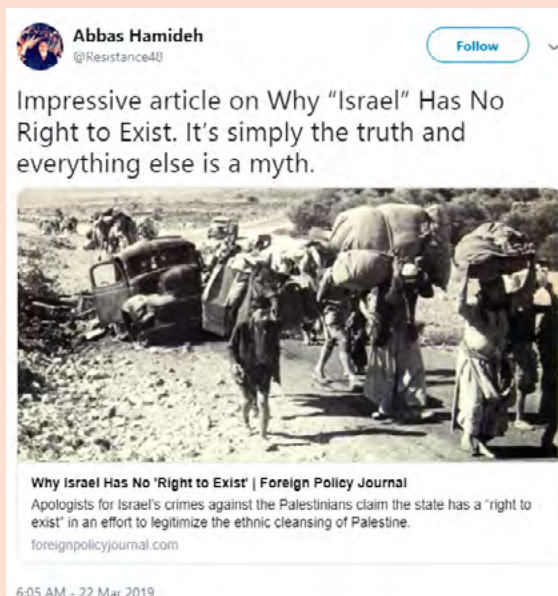 Abbas Hamideh
@Resistance48
Follow
Impressive article on Why “Israel” Has No
Right to Exist. It’s simply the truth and
everything else is a myth.
Why Israel Has No 'Right to Exist' | Foreign Policy Journal
Apologists for Israel's crimes against the Palestinians claim the state has a "right to
exist" in an effort to legitimize the ethnic cleansing of Palestine.
foreignpolicyjournal.com
6:05 AM - 22 Mar 2019